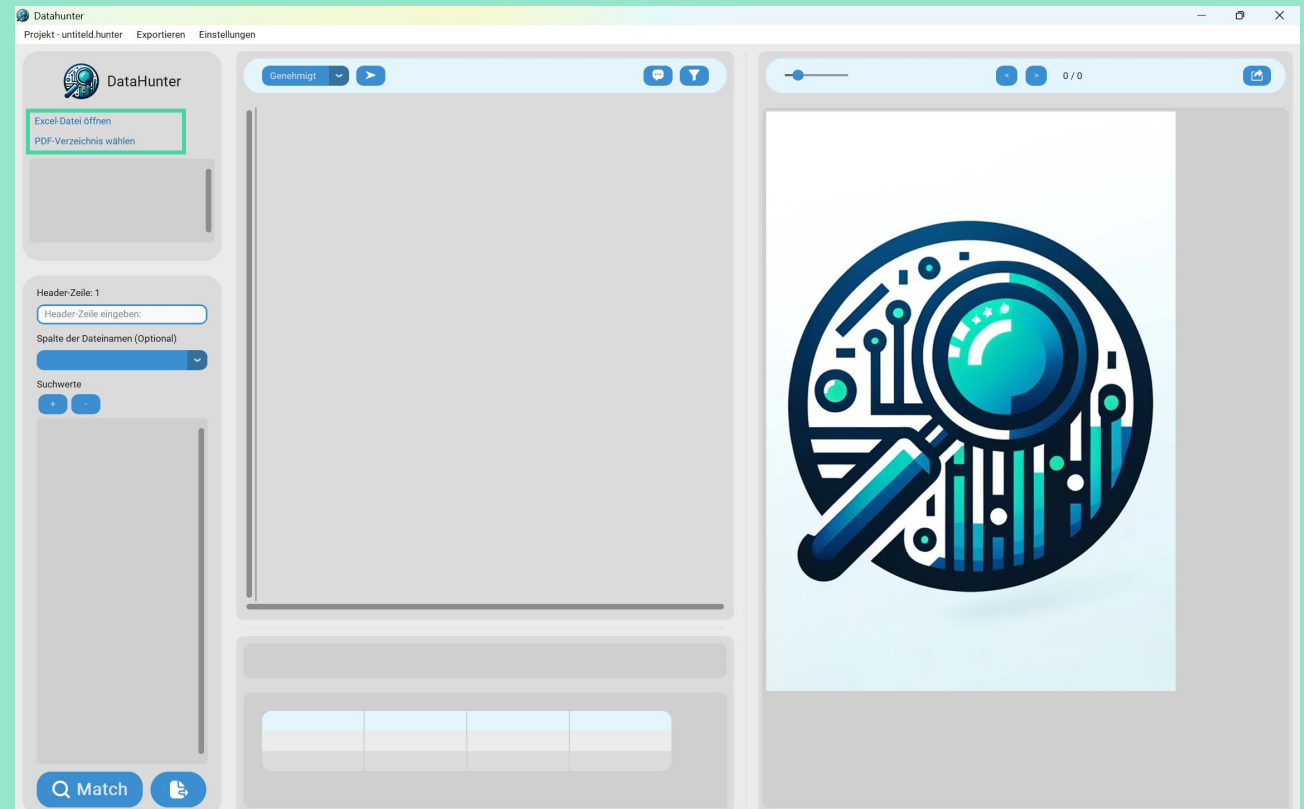 Datahunter
Projekt - untiteld.hunter Exportieren Einstellungen
DataHunter
Excel-Datei öffnen
PDF-Verzeichnis wählen
Header-Zeile: 1
Header-Zeile eingeben:
Spalte der Dateinamen (Optional)
Suchwerte
+ -
Match
Genehmigt
< > 0 / 0